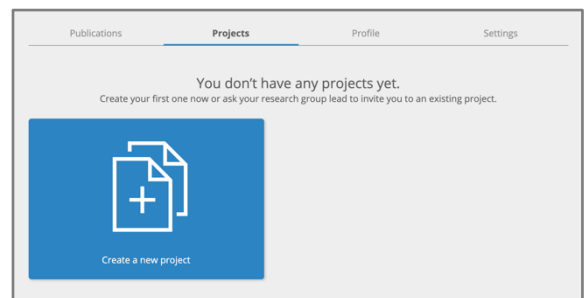 Publications Projects Profile Settings
You don't have any projects yet.
Create your first one now or ask your research group lead to invite you to an existing project.
Create a new project